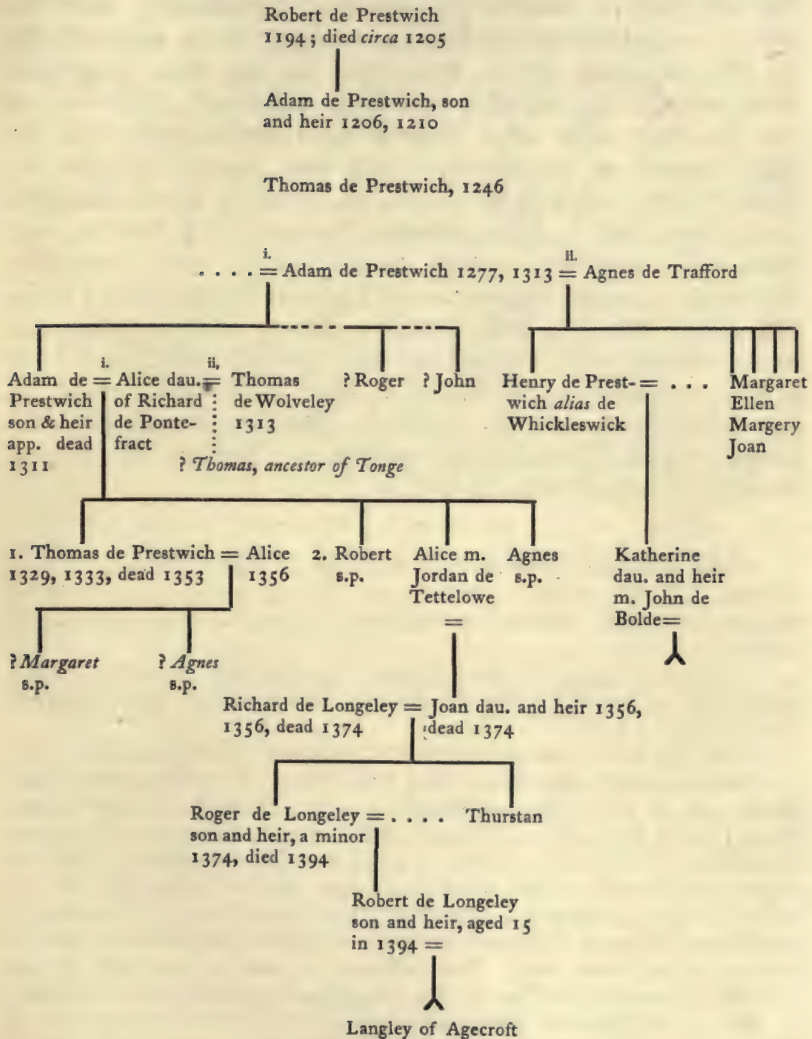 Robert de Prestwich
1194; died circa 1205
Adam de Prestwich, son
and heir 1206, 1210
Thomas de Prestwich, 1246
i. ii.
. . . . = Adam de Prestwich 1277, 1313 = Agnes de Trafford
i. ii,
Adam de = Alice dau. = Thomas ? Roger ? John Henry de Prest- = . . . Margaret
Prestwich of Richard de Wolveley wich alias de Ellen
son & heir de Ponte- 1313 Whickleswick Margery
app. dead fract Joan
1311 ? Thomas, ancestor of Tonge
1. Thomas de Prestwich = Alice 2. Robert Alice m. Agnes Katherine
1329, 1333, dead 1353 1356 s.p. Jordan de s.p. dau. and heir
Tettelowe m. John de
= Bolde=
? Margaret ? Agnes
s.p. s.p.
Richard de Longeley = Joan dau. and heir 1356,
1356, dead 1374 dead 1374
Roger de Longeley = . . . . Thurstan
son and heir, a minor
1374, died 1394
Robert de Longeley
son and heir, aged 15
in 1394 =
Langley of Agecroft